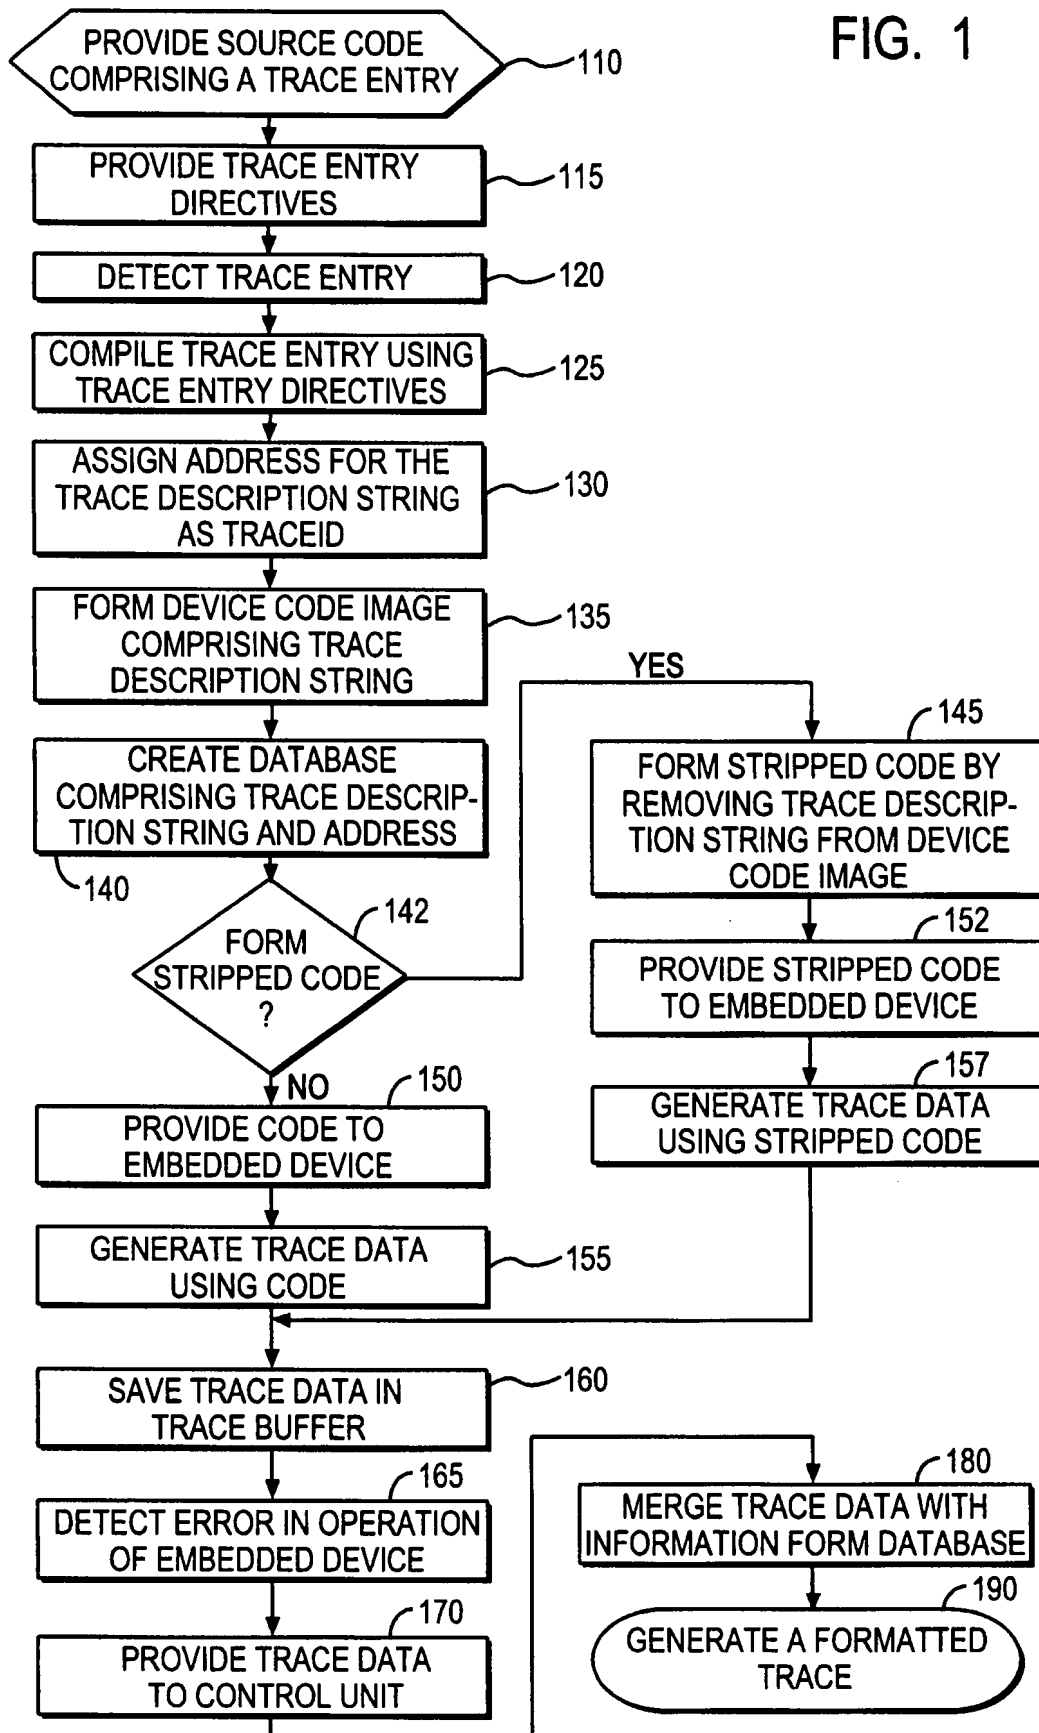 FIG. 1
PROVIDE SOURCE CODE
COMPRISING A TRACE ENTRY
110
PROVIDE TRACE ENTRY
DIRECTIVES
115
DETECT TRACE ENTRY
120
COMPILE TRACE ENTRY USING
TRACE ENTRY DIRECTIVES
125
ASSIGN ADDRESS FOR THE
TRACE DESCRIPTION STRING
AS TRACEID
130
FORM DEVICE CODE IMAGE
COMPRISING TRACE
DESCRIPTION STRING
135
CREATE DATABASE
COMPRISING TRACE DESCRIP-
TION STRING AND ADDRESS
140
FORM
STRIPPED CODE
?
142
YES
145
FORM STRIPPED CODE BY
REMOVING TRACE DESCRIP-
TION STRING FROM DEVICE
CODE IMAGE
152
PROVIDE STRIPPED CODE
TO EMBEDDED DEVICE
157
GENERATE TRACE DATA
USING STRIPPED CODE
NO
150
PROVIDE CODE TO
EMBEDDED DEVICE
GENERATE TRACE DATA
USING CODE
155
SAVE TRACE DATA IN
TRACE BUFFER
160
165
DETECT ERROR IN OPERATION
OF EMBEDDED DEVICE
170
PROVIDE TRACE DATA
TO CONTROL UNIT
180
MERGE TRACE DATA WITH
INFORMATION FORM DATABASE
190
GENERATE A FORMATTED
TRACE